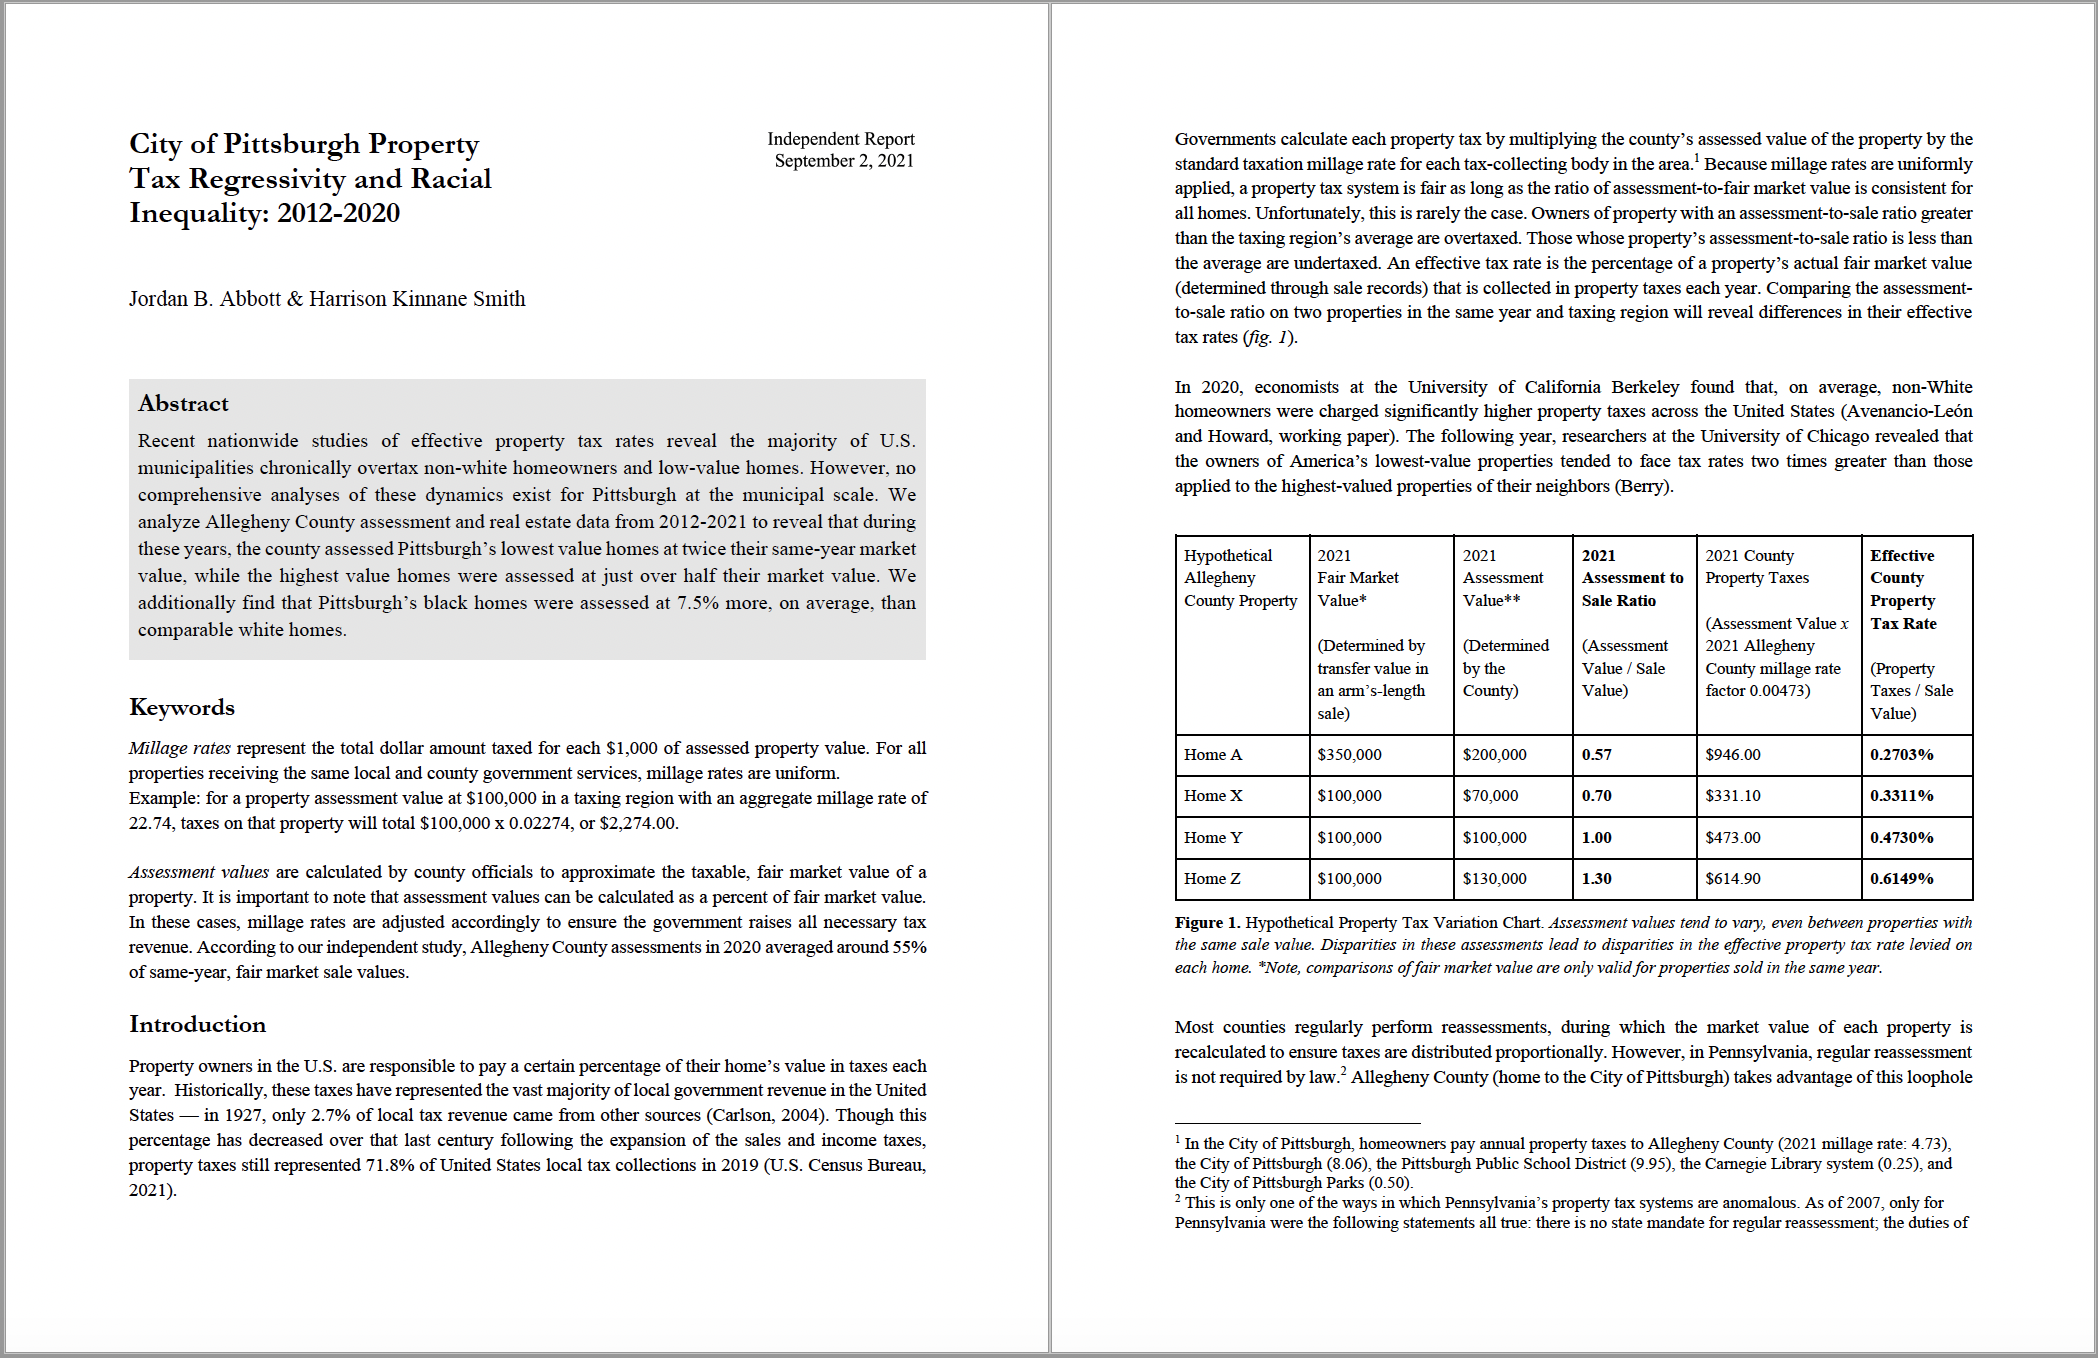 City of Pittsburgh Property
Tax Regressivity and Racial
Inequality: 2012-2020
Independent Report
September 2, 2021
Jordan B. Abbott & Harrison Kinnane Smith
Abstract
Recent nationwide studies of effective property tax rates reveal the majority of U.S.
municipalities chronically overtax non-white homeowners and low-value homes. However, no
comprehensive analyses of these dynamics exist for Pittsburgh at the municipal scale. We
analyze Allegheny County assessment and real estate data from 2012-2021 to reveal that during
these years, the county assessed Pittsburgh's lowest value homes at twice their same-year market
value, while the highest value homes were assessed at just over half their market value. We
additionally find that Pittsburgh's black homes were assessed at 7.5% more, on average, than
comparable white homes.
Keywords
Millage rates represent the total dollar amount taxed for each $1,000 of assessed property value. For all
properties receiving the same local and county government services, millage rates are uniform.
Example: for a property assessment value at $100,000 in a taxing region with an aggregate millage rate of
22.74, taxes on that property will total $100,000 x 0.02274, or $2,274.00.
Assessment values are calculated by county officials to approximate the taxable, fair market value of a
property. It is important to note that assessment values can be calculated as a percent of fair market value.
In these cases, millage rates are adjusted accordingly to ensure the government raises all necessary tax
revenue. According to our independent study, Allegheny County assessments in 2020 averaged around 55%
of same-year, fair market sale values.
Introduction
Property owners in the U.S. are responsible to pay a certain percentage of their home's value in taxes each
year. Historically, these taxes have represented the vast majority of local government revenue in the United
States — in 1927, only 2.7% of local tax revenue came from other sources (Carlson, 2004). Though this
percentage has decreased over that last century following the expansion of the sales and income taxes,
property taxes still represented 71.8% of United States local tax collections in 2019 (U.S. Census Bureau,
2021).
Governments calculate each property tax by multiplying the county's assessed value of the property by the
standard taxation millage rate for each tax-collecting body in the area.1 Because millage rates are uniformly
applied, a property tax system is fair as long as the ratio of assessment-to-fair market value is consistent for
all homes. Unfortunately, this is rarely the case. Owners of property with an assessment-to-sale ratio greater
than the taxing region's average are overtaxed. Those whose property's assessment-to-sale ratio is less than
the average are undertaxed. An effective tax rate is the percentage of a property's actual fair market value
(determined through sale records) that is collected in property taxes each year. Comparing the assessment-
to-sale ratio on two properties in the same year and taxing region will reveal differences in their effective
tax rates (fig. 1).
In 2020, economists at the University of California Berkeley found that, on average, non-White
homeowners were charged significantly higher property taxes across the United States (Avenancio-León
and Howard, working paper). The following year, researchers at the University of Chicago revealed that
the owners of America's lowest-value properties tended to face tax rates two times greater than those
applied to the highest-valued properties of their neighbors (Berry).
Hypothetical
Allegheny
County Property
2021
Fair Market
Value*
(Determined by
transfer value in
an arm's-length
sale)
2021
Assessment
Value**
(Determined
by the
County)
2021
Assessment to
Sale Ratio
(Assessment
Value / Sale
Value)
2021 County
Property Taxes
(Assessment Value x
2021 Allegheny
County millage rate
factor 0.00473)
Effective
County
Property
Tax Rate
(Property
Taxes / Sale
Value)
Home A $350,000 $200,000 0.57 $946.00 0.2703%
Home X $100,000 $70,000 0.70 $331.10 0.3311%
Home Y $100,000 $100,000 1.00 $473.00 0.4730%
Home Z $100,000 $130,000 1.30 $614.90 0.6149%
Figure 1. Hypothetical Property Tax Variation Chart. Assessment values tend to vary, even between properties with
the same sale value. Disparities in these assessments lead to disparities in the effective property tax rate levied on
each home. *Note, comparisons of fair market value are only valid for properties sold in the same year.
Most counties regularly perform reassessments, during which the market value of each property is
recalculated to ensure taxes are distributed proportionally. However, in Pennsylvania, regular reassessment
is not required by law.2 Allegheny County (home to the City of Pittsburgh) takes advantage of this loophole
1 In the City of Pittsburgh, homeowners pay annual property taxes to Allegheny County (2021 millage rate: 4.73),
the City of Pittsburgh (8.06), the Pittsburgh Public School District (9.95), the Carnegie Library system (0.25), and
the City of Pittsburgh Parks (0.50).
2 This is only one of the ways in which Pennsylvania's property tax systems are anomalous. As of 2007, only for
Pennsylvania were the following statements all true: there is no state mandate for regular reassessment; the duties of